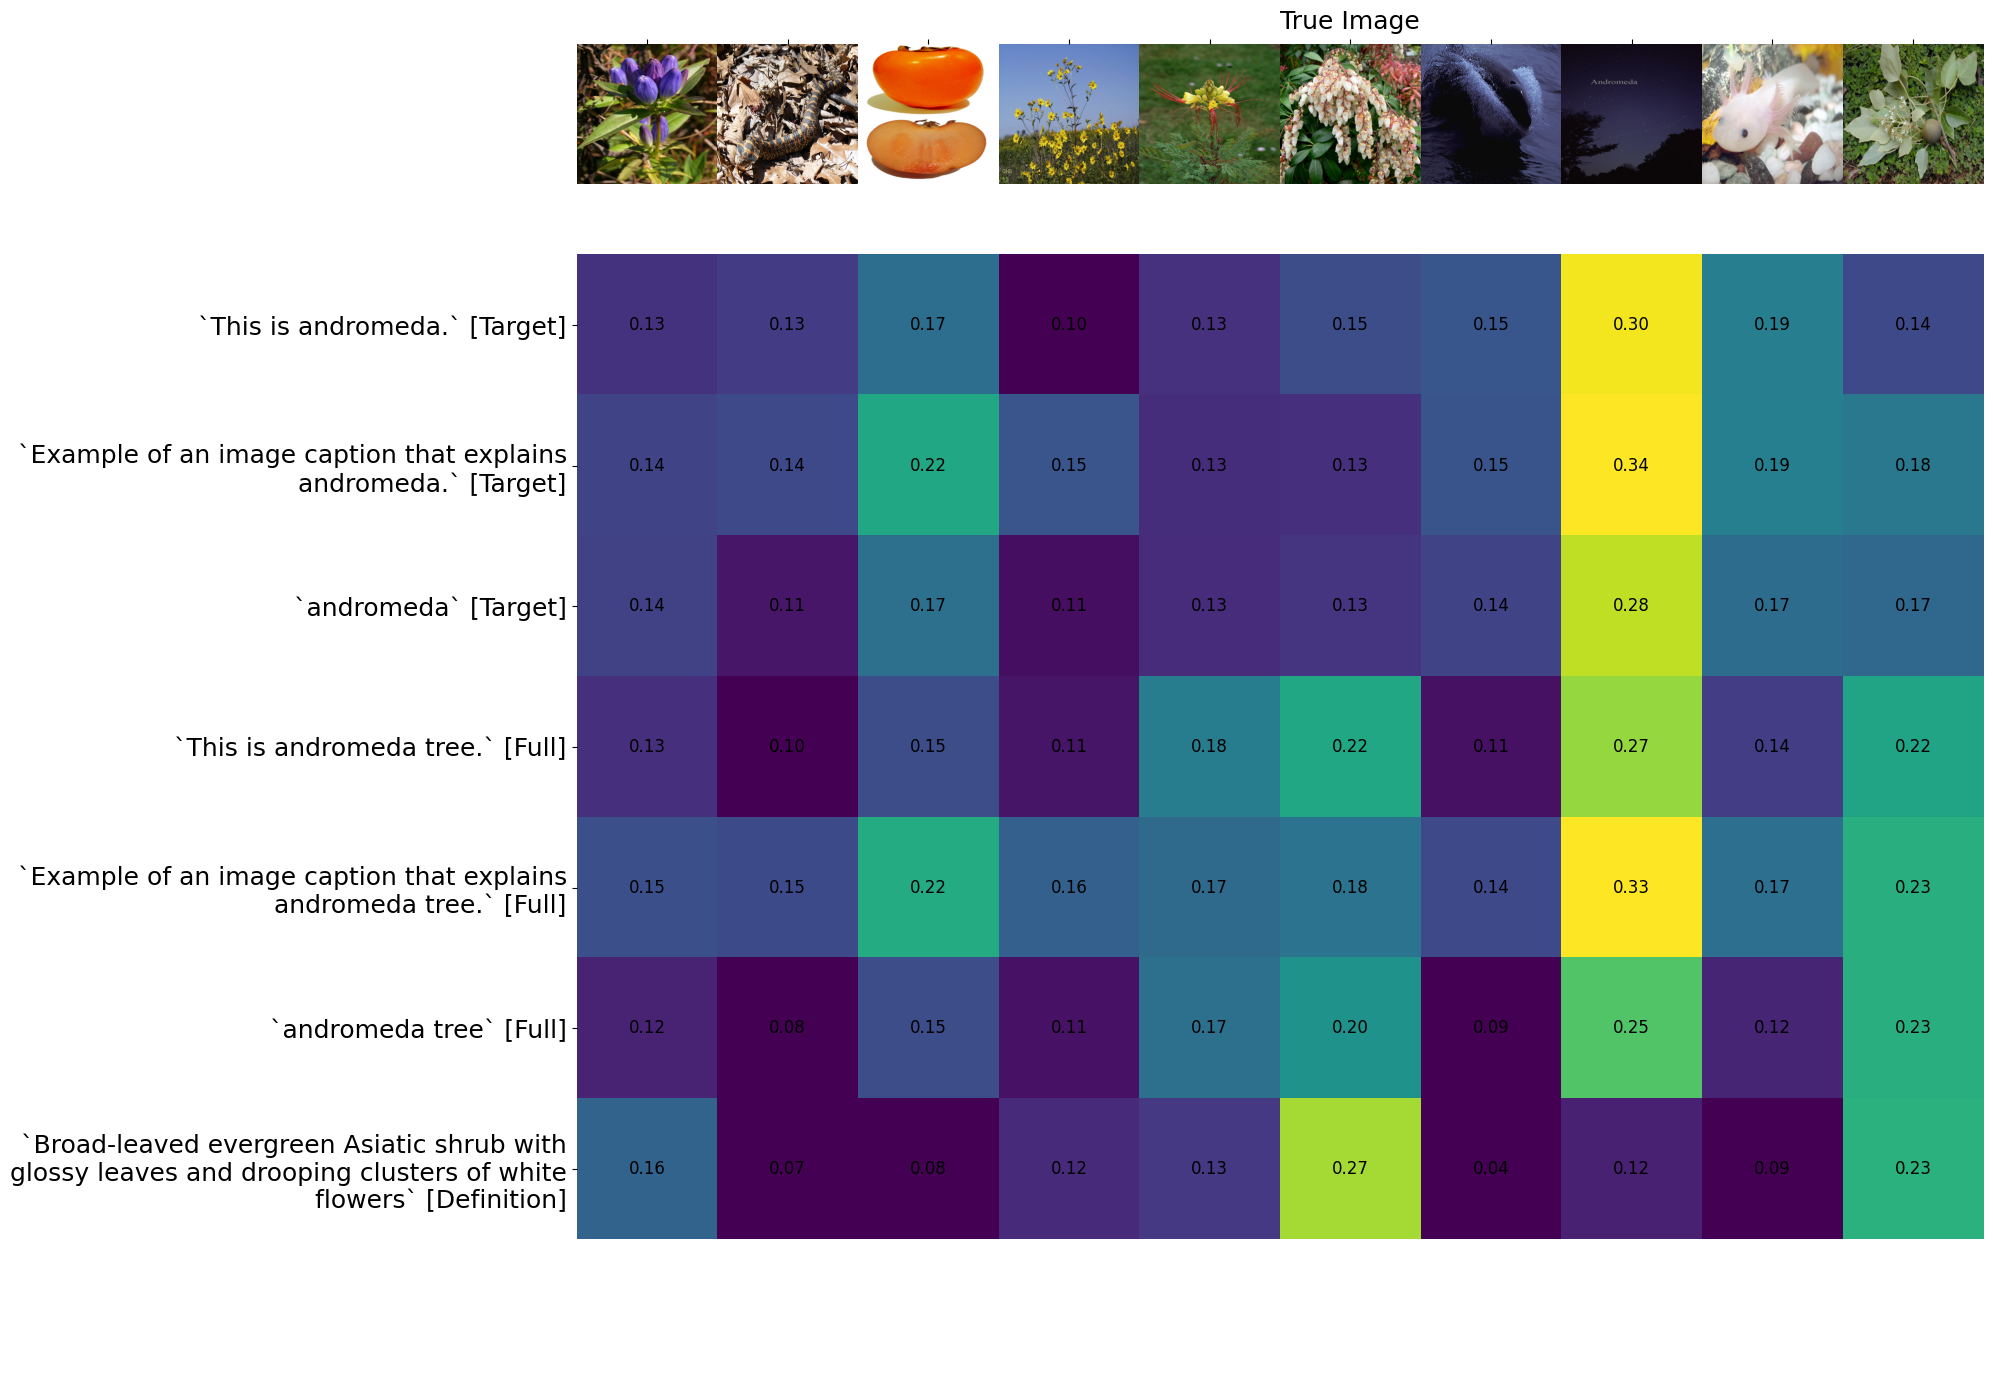 True Image
Andromeda
`This is andromeda.` [Target]
0.13 0.13 0.17 0.10 0.13 0.15 0.15 0.30 0.19 0.14
`Example of an image caption that explains
andromeda.` [Target]
0.14 0.14 0.22 0.15 0.13 0.13 0.15 0.34 0.19 0.18
`andromeda` [Target]
0.14 0.11 0.17 0.11 0.13 0.13 0.14 0.28 0.17 0.17
`This is andromeda tree.` [Full]
0.13 0.10 0.15 0.11 0.18 0.22 0.11 0.27 0.14 0.22
`Example of an image caption that explains
andromeda tree.` [Full]
0.15 0.15 0.22 0.16 0.17 0.18 0.14 0.33 0.17 0.23
`andromeda tree` [Full]
0.12 0.08 0.15 0.11 0.17 0.20 0.09 0.25 0.12 0.23
`Broad-leaved evergreen Asiatic shrub with
glossy leaves and drooping clusters of white
flowers` [Definition]
0.16 0.07 0.08 0.12 0.13 0.27 0.04 0.12 0.09 0.23